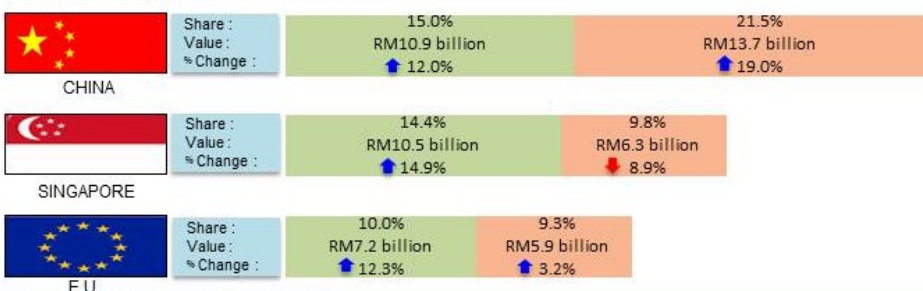 Share :
Value :
% Change :
15.0%
RM10.9 billion
12.0%
21.5%
RM13.7 billion
19.0%
CHINA
Share :
Value :
% Change :
14.4%
RM10.5 billion
14.9%
9.8%
RM6.3 billion
8.9%
SINGAPORE
Share :
Value :
% Change :
10.0%
RM7.2 billion
12.3%
9.3%
RM5.9 billion
3.2%
E.U